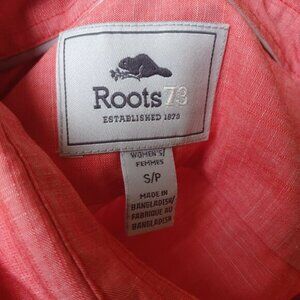 Roots73
ESTABLISHED 1973
WOMEN'S/
FEMMES
S/P
MADE IN
BANGLADESH/
FABRIQUÉ AU
BANGLADESH